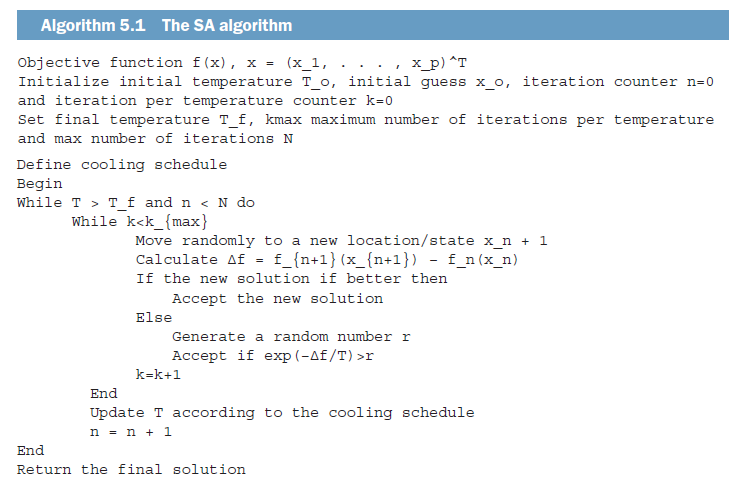 Algorithm 5.1 The SA algorithm
Objective function f(x), x = (x_1, . . . , x_p)^T
Initialize initial temperature T_o, initial guess x_o, iteration counter n=0
and iteration per temperature counter k=0
Set final temperature T_f, kmax maximum number of iterations per temperature
and max number of iterations N
Define cooling schedule
Begin
While T > T_f and n < N do
While k<k_{max}
Move randomly to a new location/state x_n + 1
Calculate Δf = f_{n+1}(x_{n+1}) - f_n(x_n)
If the new solution if better then
Accept the new solution
Else
Generate a random number r
Accept if exp(-Δf/T)>r
k=k+1
End
Update T according to the cooling schedule
n = n + 1
End
Return the final solution